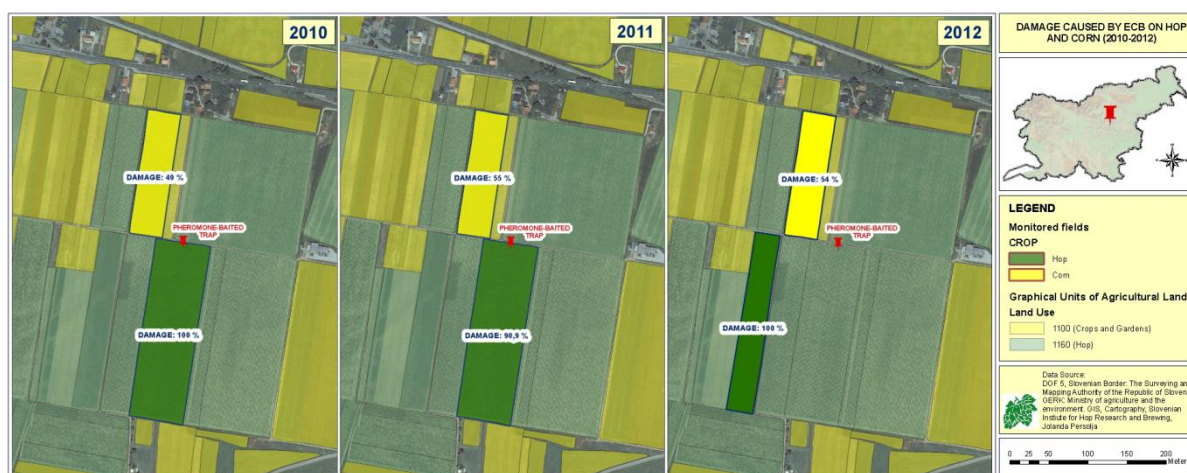 2010
DAMAGE: 49 %
PHEROMONE-BAITED
TRAP
DAMAGE: 100 %
2011
DAMAGE: 55 %
PHEROMONE-BAITED
TRAP
DAMAGE: 90,9 %
2012
DAMAGE: 54 %
PHEROMONE-BAITED
TRAP
DAMAGE: 100 %
DAMAGE CAUSED BY ECB ON HOP
AND CORN (2010-2012)
LEGEND
Monitored fields
CROP
Hop
Corn
Graphical Units of Agricultural Land
Land Use
1100 (Crops and Gardens)
1160 (Hop)
Data Source:
DOF 5, Slovenian Border: The Surveying an
Mapping Authority of the Republic of Sloven
GERK: Ministry of agriculture and the
environment. GIS, Cartography, Slovenian
Institute for Hop Research and Brewing,
Jolanda Persolja
0 25 50 100 150 200
Meter